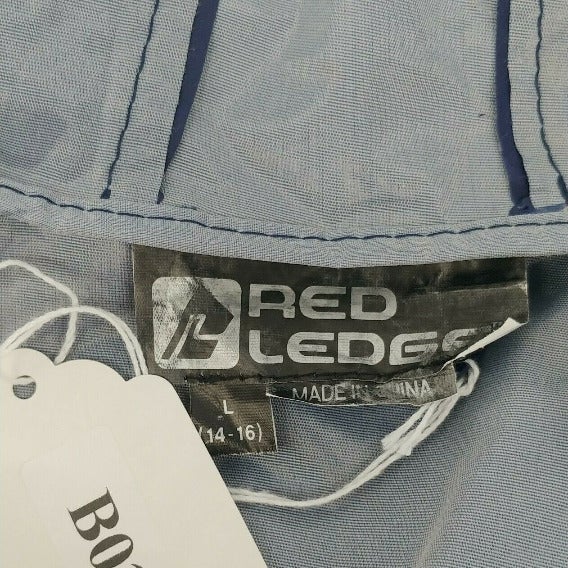 RED
LEDGE
MADE IN CHINA
L
(14-16)